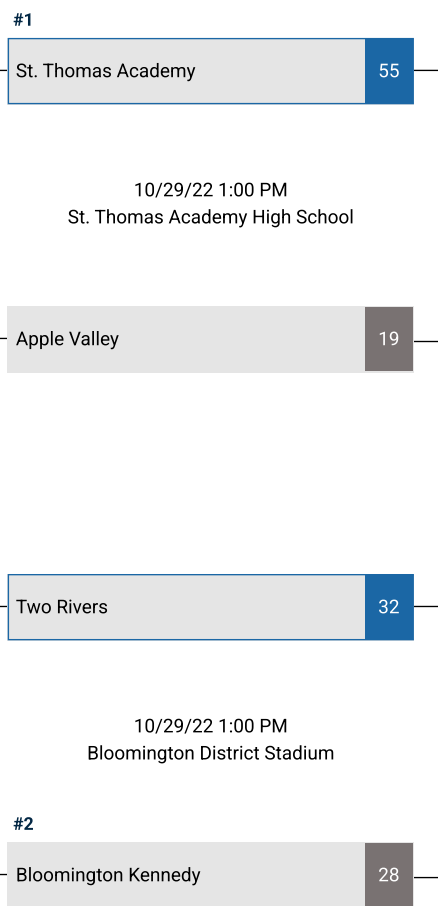 #1
St. Thomas Academy 55
10/29/22 1:00 PM
St. Thomas Academy High School
Apple Valley 19
Two Rivers 32
10/29/22 1:00 PM
Bloomington District Stadium
#2
Bloomington Kennedy 28